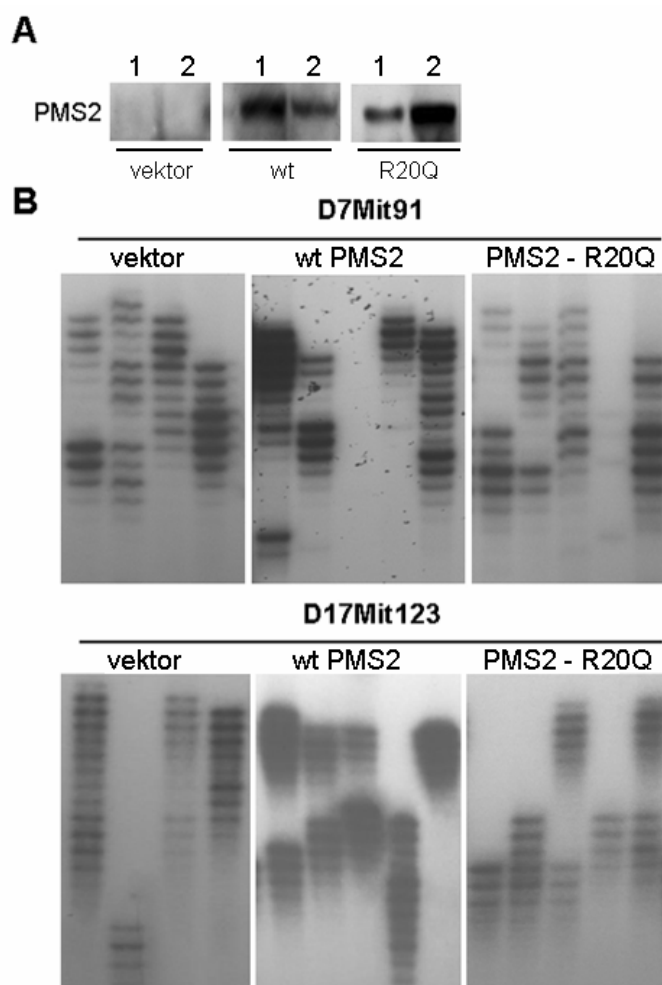 A
1 2 1 2 1 2
PMS2
vektor wt R20Q
B
D7Mit91
vektor wt PMS2 PMS2 - R20Q
D17Mit123
vektor wt PMS2 PMS2 - R20Q